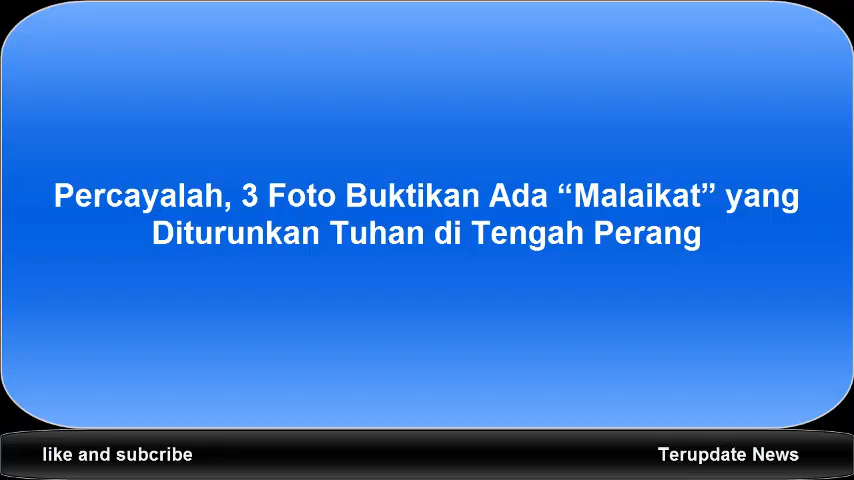 Percayalah, 3 Foto Buktikan Ada “Malaikat” yang
Diturunkan Tuhan di Tengah Perang
like and subcribe
Terupdate News